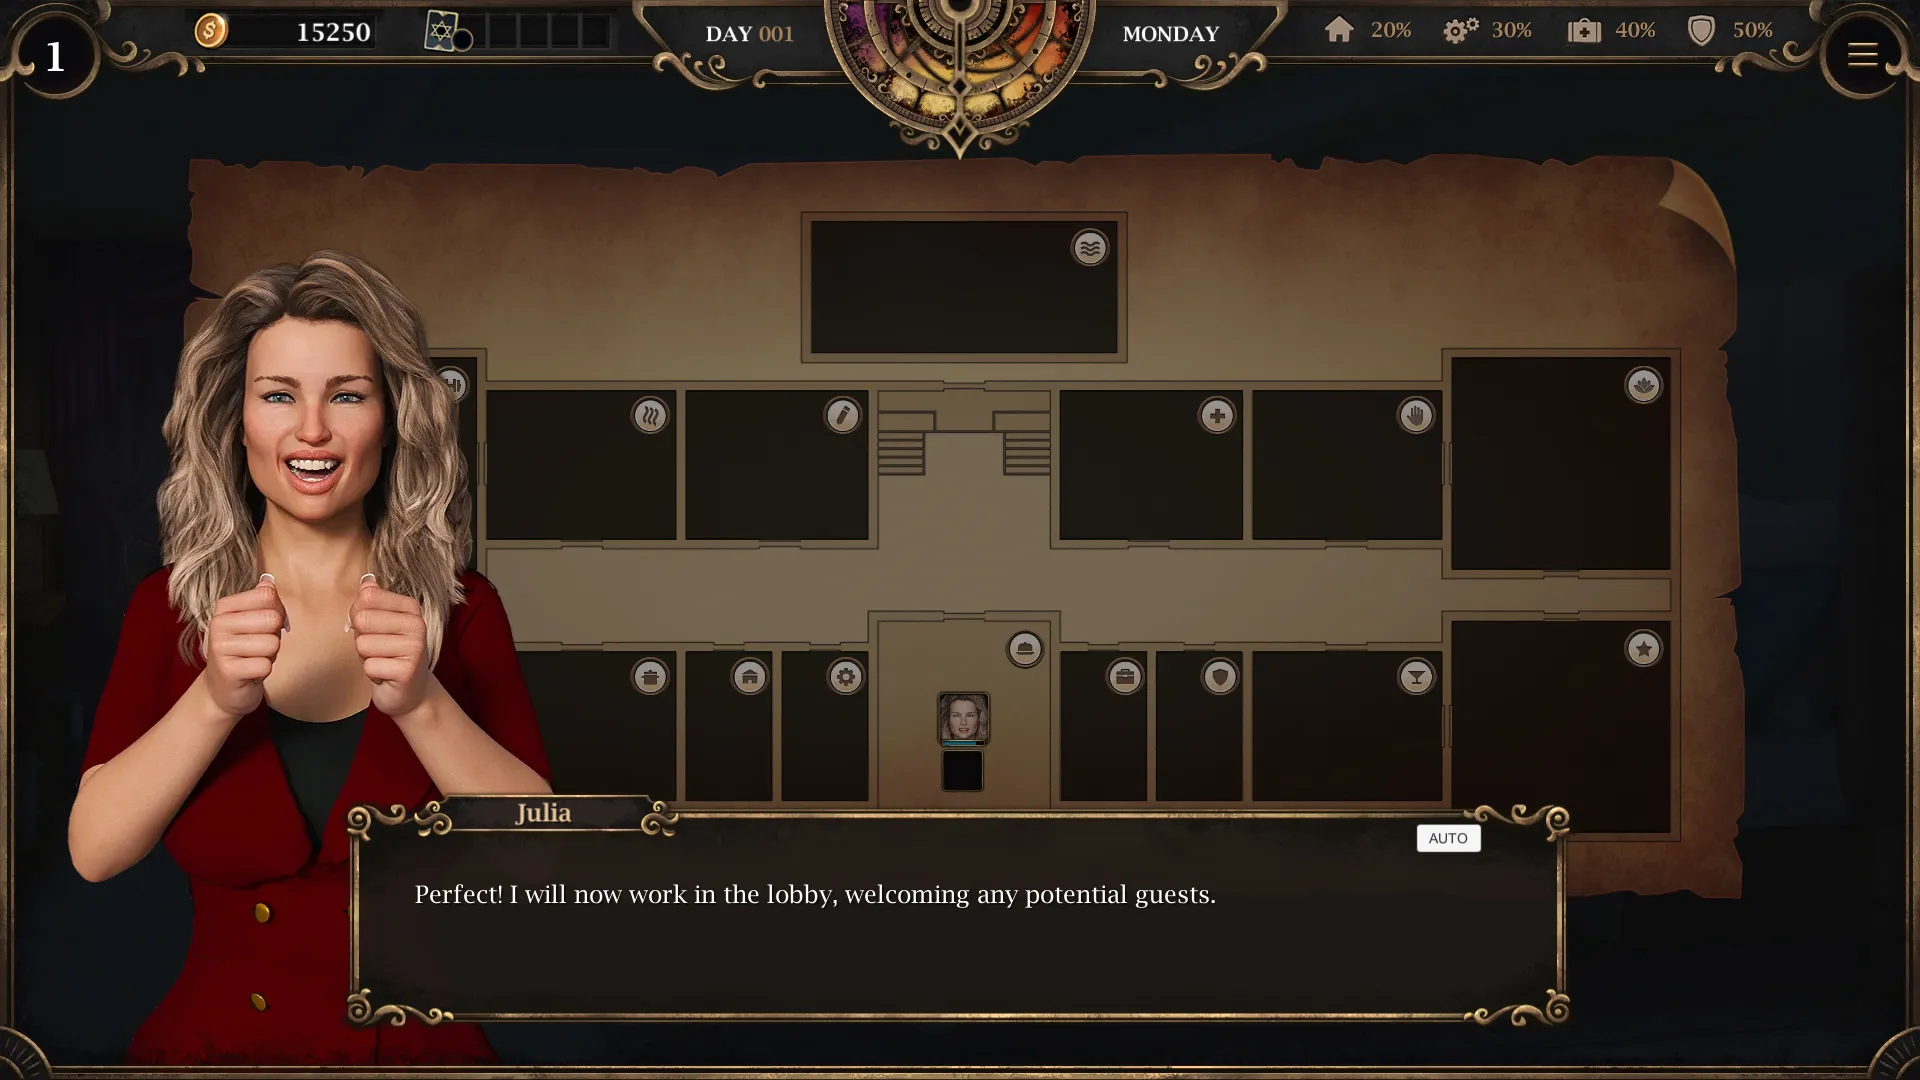 1
15250
DAY 001
MONDAY
20%
30%
40%
50%
Julia
AUTO
Perfect! I will now work in the lobby, welcoming any potential guests.